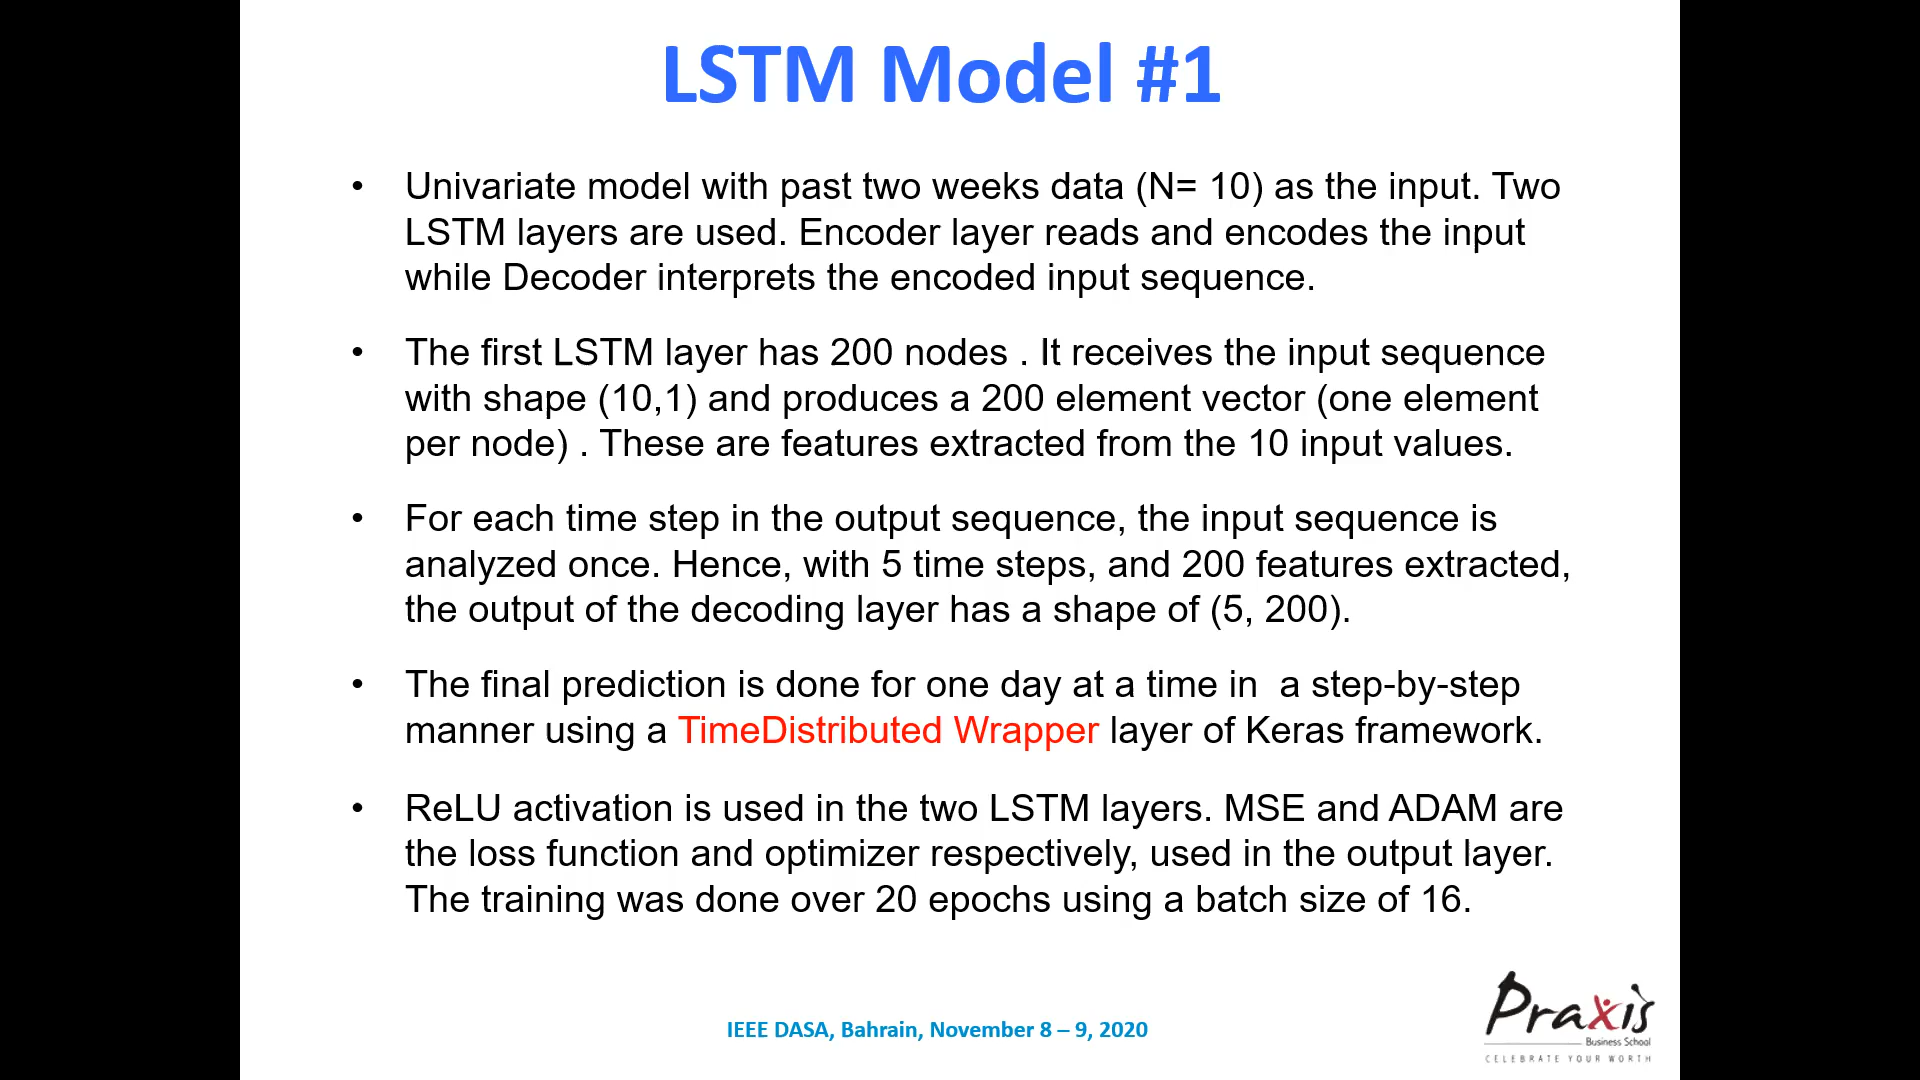 LSTM Model #1
• Univariate model with past two weeks data (N= 10) as the input. Two
LSTM layers are used. Encoder layer reads and encodes the input
while Decoder interprets the encoded input sequence.
• The first LSTM layer has 200 nodes . It receives the input sequence
with shape (10,1) and produces a 200 element vector (one element
per node) . These are features extracted from the 10 input values.
• For each time step in the output sequence, the input sequence is
analyzed once. Hence, with 5 time steps, and 200 features extracted,
the output of the decoding layer has a shape of (5, 200).
• The final prediction is done for one day at a time in  a step-by-step
manner using a TimeDistributed Wrapper layer of Keras framework.
• ReLU activation is used in the two LSTM layers. MSE and ADAM are
the loss function and optimizer respectively, used in the output layer.
The training was done over 20 epochs using a batch size of 16.
IEEE DASA, Bahrain, November 8 – 9, 2020
Praxis
Business School
CELEBRATE YOUR WORTH